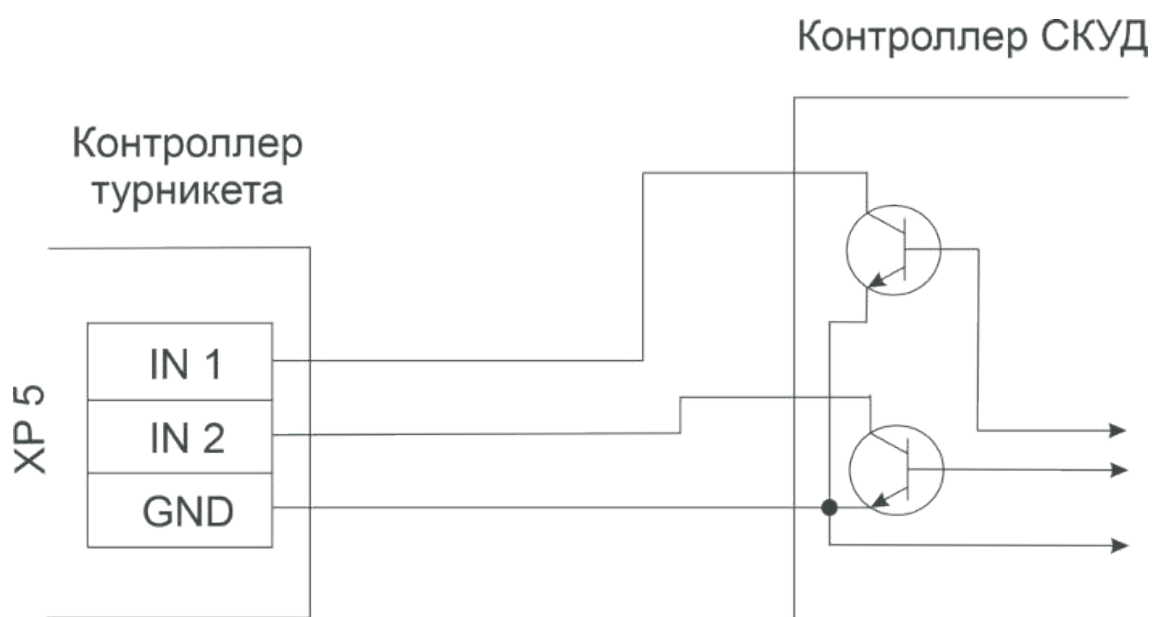 Контроллер СКУД
Контроллер
турникета
XP 5
IN 1
IN 2
GND